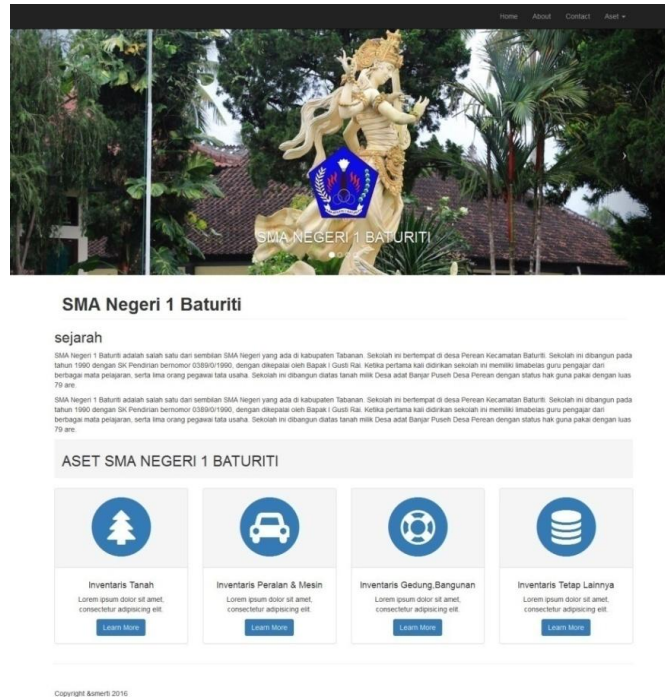 Home About Contact Aset
SMA NEGERI 1 BATURITI
SMA Negeri 1 Baturiti
sejarah
SMA Negeri 1 Baturiti adalah salah satu dari sembilan SMA Negeri yang ada di kabupaten Tabanan. Sekolah ini bertempat di desa Perean Kecamatan Baturiti. Sekolah ini dibangun pada
tahun 1990 dengan SK Pendirian bernomor 0389/0/1990, dengan dikepalai oleh Bapak I Gusti Rai. Ketika pertama kali didirikan sekolah ini memiliki limabelas guru pengajar dari
berbagai mata pelajaran, serta lima orang pegawai tata usaha. Sekolah ini dibangun diatas tanah milik Desa adat Banjar Puseh Desa Perean dengan status hak guna pakai dengan luas
79 are.
SMA Negeri 1 Baturiti adalah salah satu dari sembilan SMA Negeri yang ada di kabupaten Tabanan. Sekolah ini bertempat di desa Perean Kecamatan Baturiti. Sekolah ini dibangun pada
tahun 1990 dengan SK Pendirian bernomor 0389/0/1990, dengan dikepalai oleh Bapak I Gusti Rai. Ketika pertama kali didirikan sekolah ini memiliki limabelas guru pengajar dari
berbagai mata pelajaran, serta lima orang pegawai tata usaha. Sekolah ini dibangun diatas tanah milik Desa adat Banjar Puseh Desa Perean dengan status hak guna pakai dengan luas
79 are.
ASET SMA NEGERI 1 BATURITI
Inventaris Tanah
Lorem ipsum dolor sit amet,
consectetur adipisicing elit.
Learn More
Inventaris Peralan & Mesin
Lorem ipsum dolor sit amet,
consectetur adipisicing elit.
Learn More
Inventaris Gedung,Bangunan
Lorem ipsum dolor sit amet,
consectetur adipisicing elit.
Learn More
Inventaris Tetap Lainnya
Lorem ipsum dolor sit amet,
consectetur adipisicing elit.
Learn More
Copyright &smerti 2016